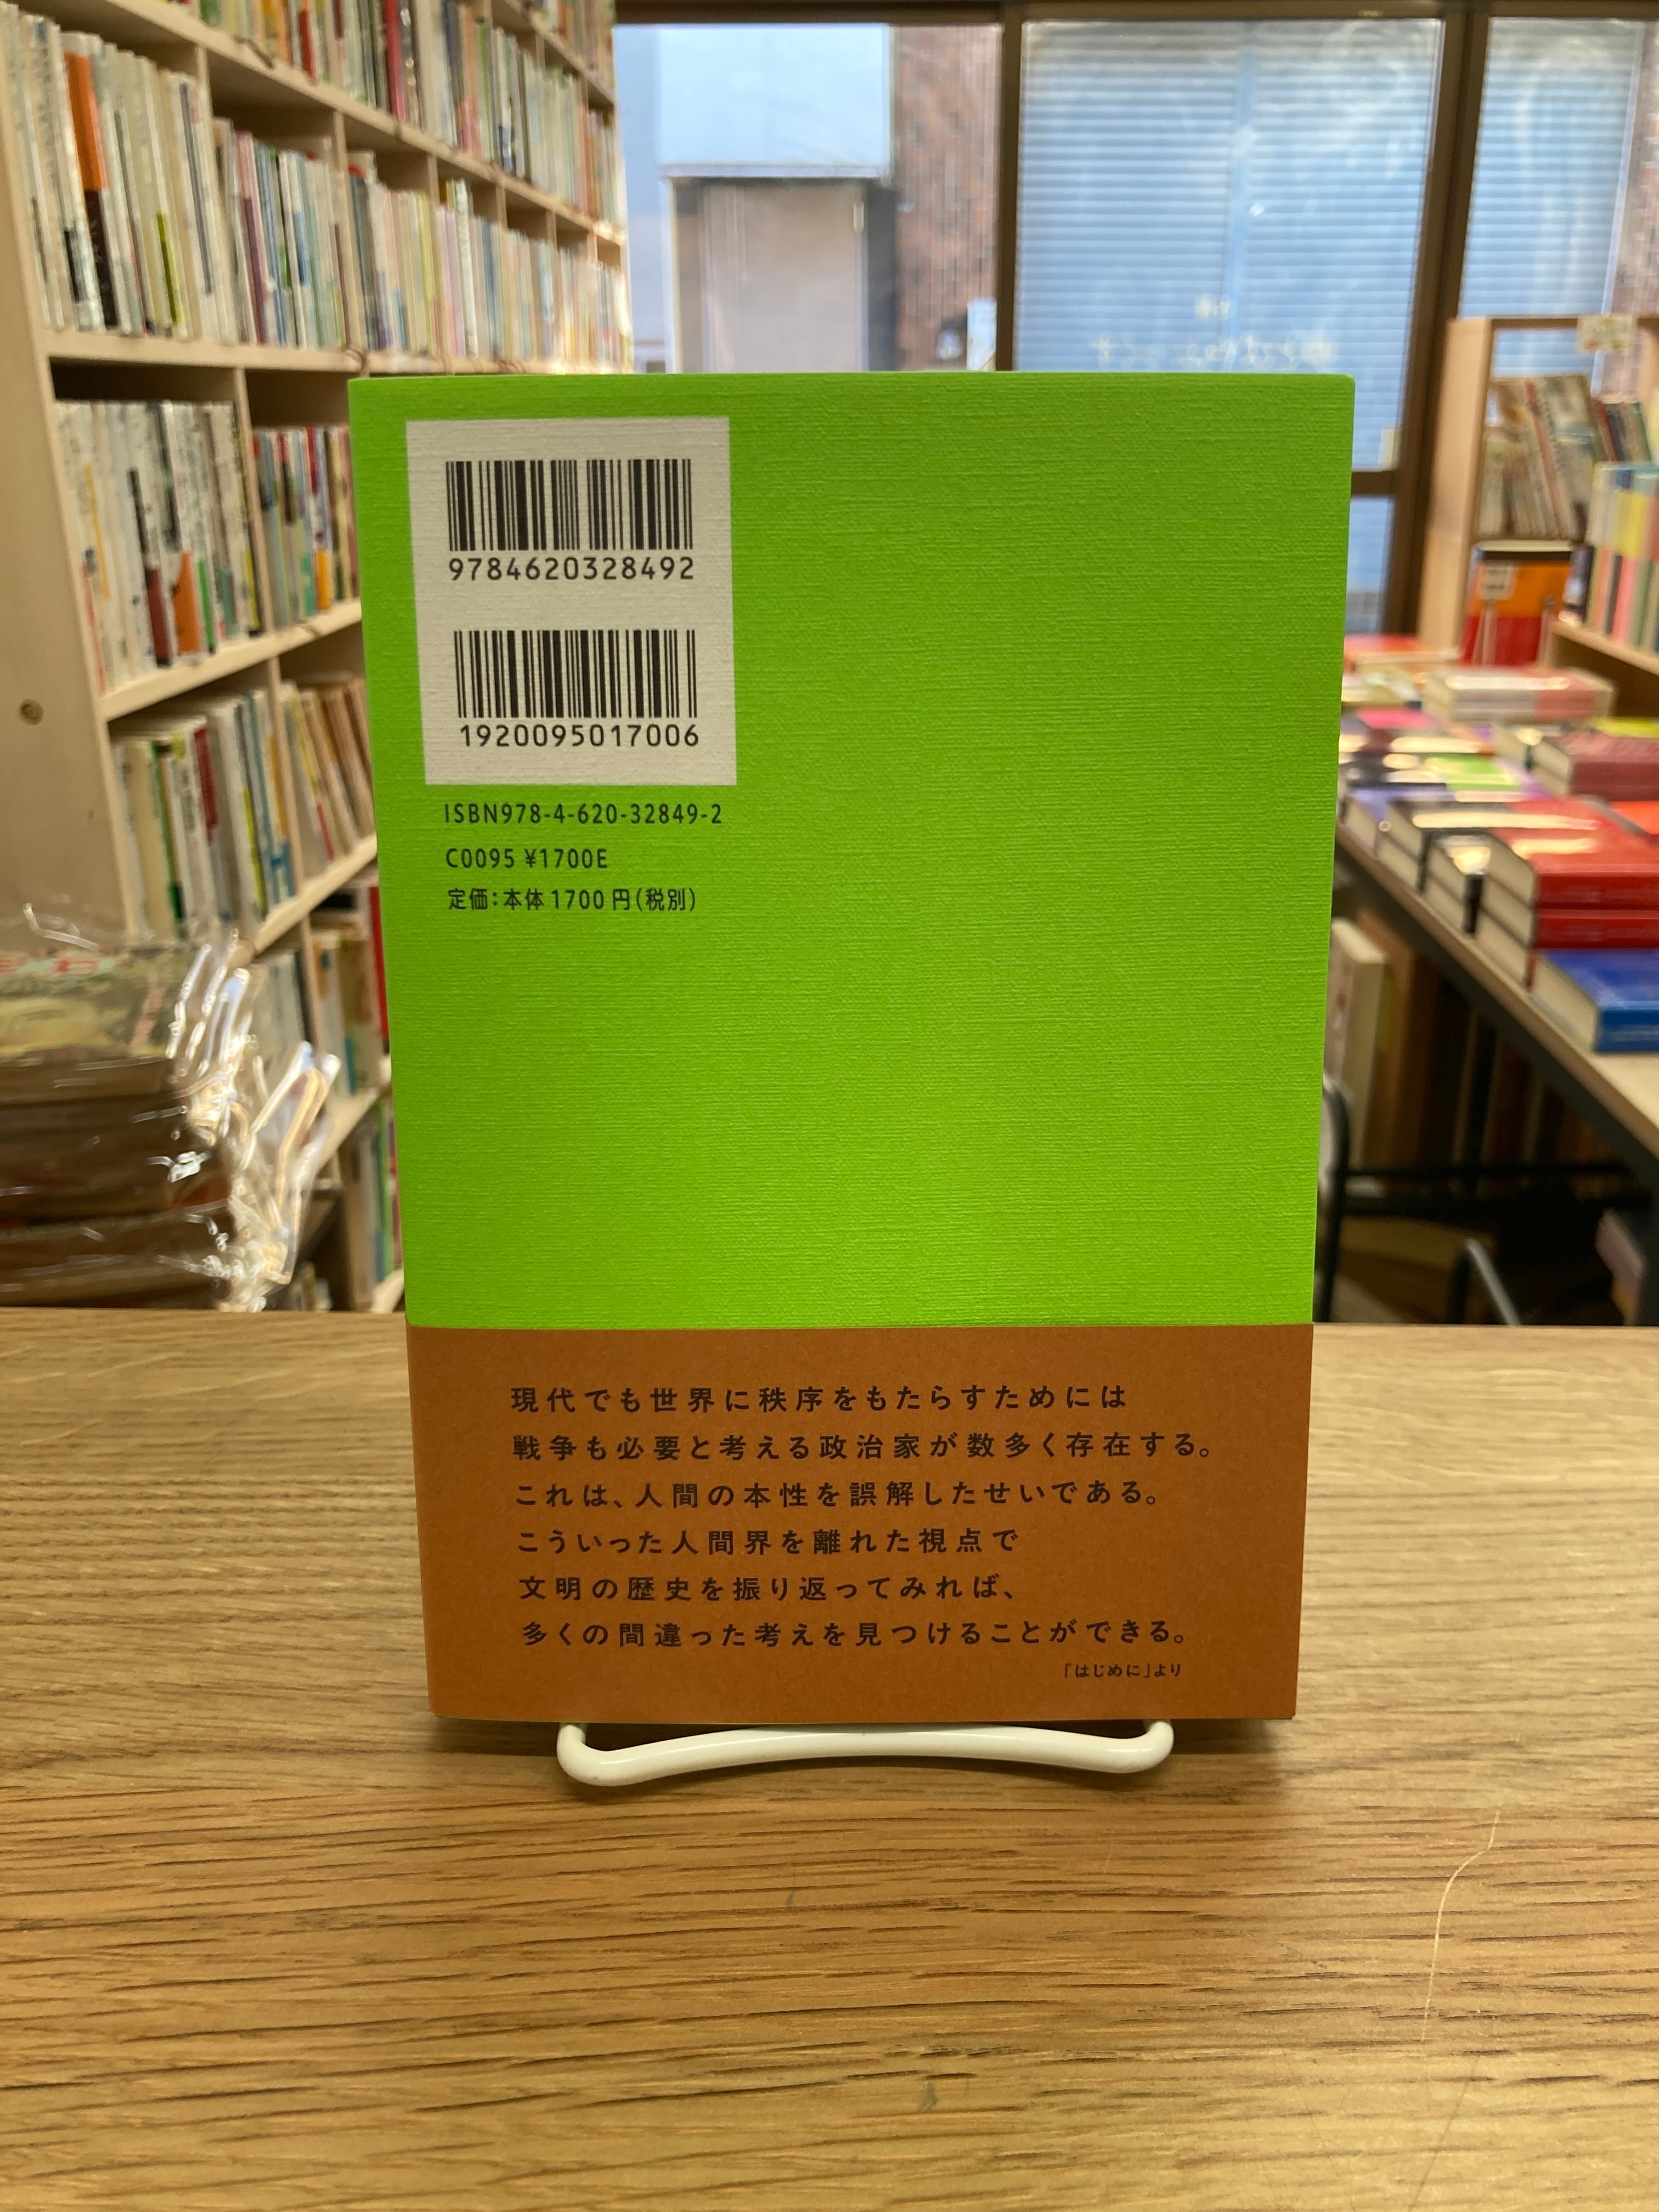 9784620328492
1920095017006
ISBN978-4-620-32849-2
C0095 ¥1700E
定価：本体1700円（税別）
現代でも世界に秩序をもたらすためには
戦争も必要と考える政治家が数多く存在する。
これは、人間の本性を誤解したせいである。
こういった人間界を離れた視点で
文明の歴史を振り返ってみれば、
多くの間違った考えを見つけることができる。
「はじめに」より